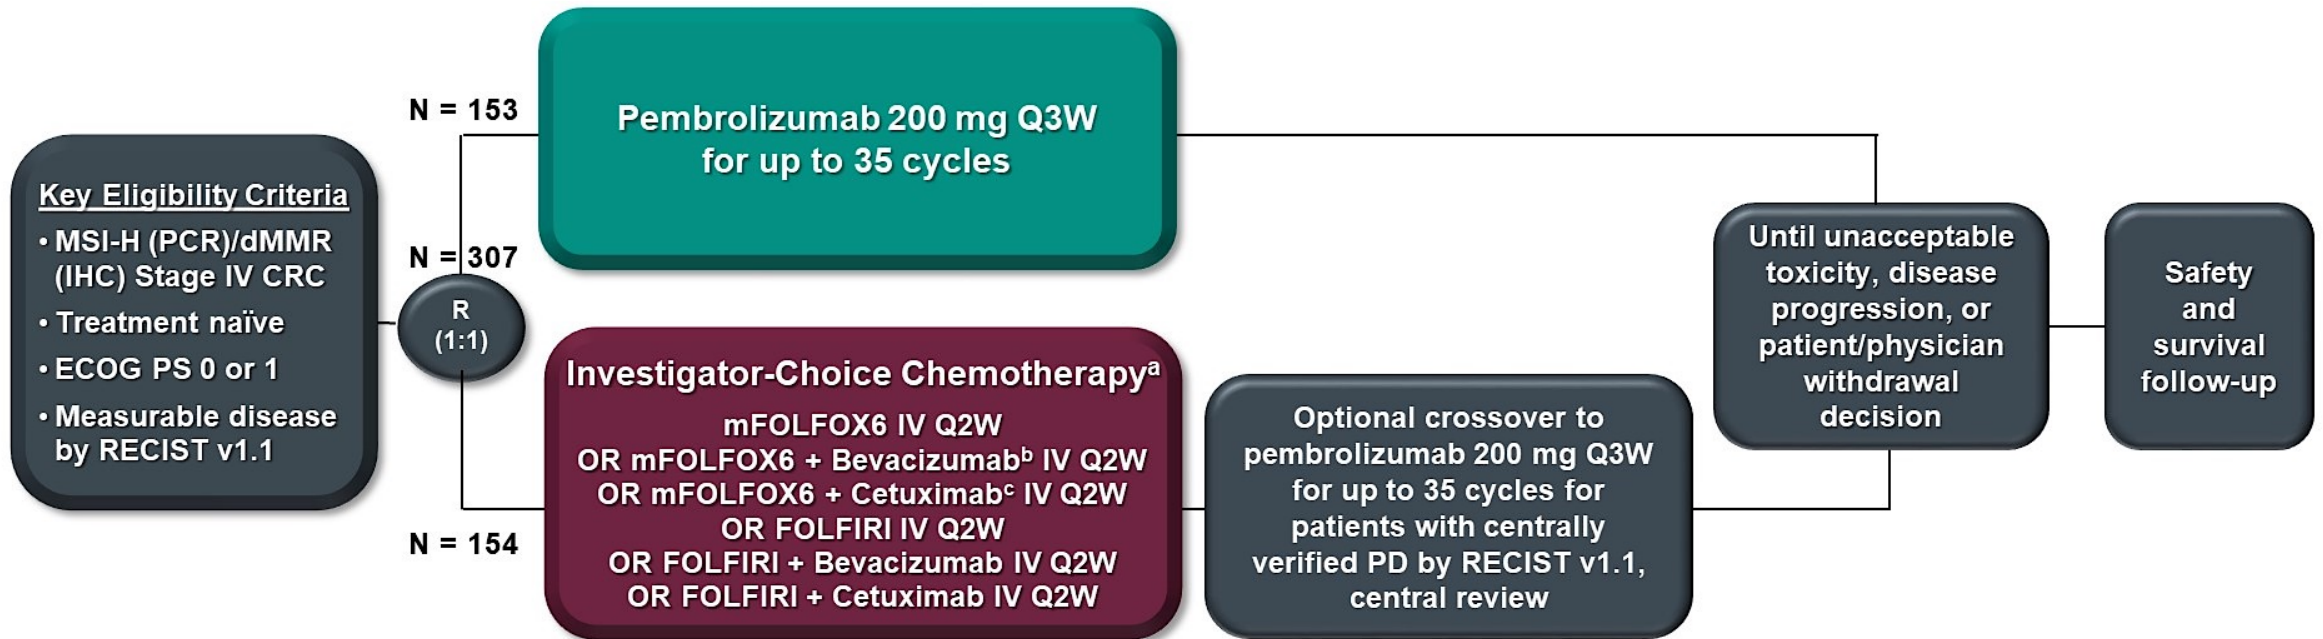 Key Eligibility Criteria
• MSI-H (PCR)/dMMR
(IHC) Stage IV CRC
• Treatment naïve
• ECOG PS 0 or 1
• Measurable disease
by RECIST v1.1
N = 153
N = 307
R
(1:1)
N = 154
Pembrolizumab 200 mg Q3W
for up to 35 cycles
Investigator-Choice Chemotherapyᵃ
mFOLFOX6 IV Q2W
OR mFOLFOX6 + Bevacizumabᵇ IV Q2W
OR mFOLFOX6 + Cetuximabᶜ IV Q2W
OR FOLFIRI IV Q2W
OR FOLFIRI + Bevacizumab IV Q2W
OR FOLFIRI + Cetuximab IV Q2W
Optional crossover to
pembrolizumab 200 mg Q3W
for up to 35 cycles for
patients with centrally
verified PD by RECIST v1.1,
central review
Until unacceptable
toxicity, disease
progression, or
patient/physician
withdrawal
decision
Safety
and
survival
follow-up